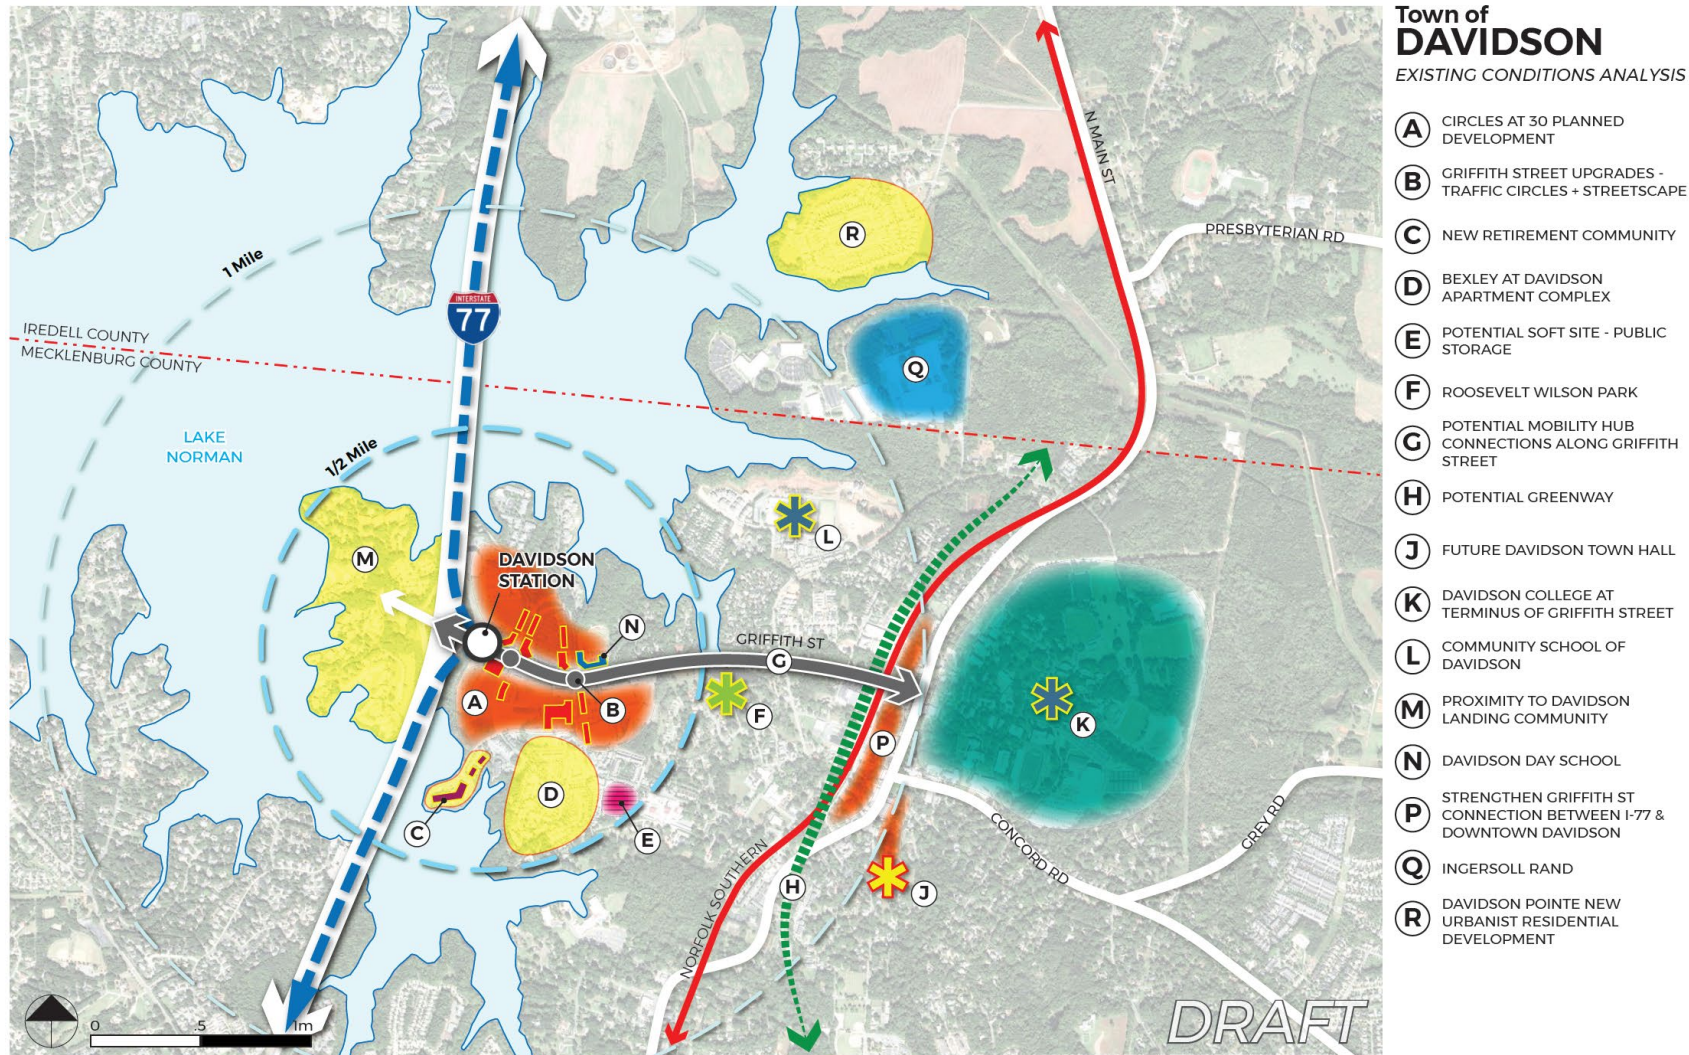 Town of
DAVIDSON
EXISTING CONDITIONS ANALYSIS
A
CIRCLES AT 30 PLANNED
DEVELOPMENT
B
GRIFFITH STREET UPGRADES -
TRAFFIC CIRCLES + STREETSCAPE
C
NEW RETIREMENT COMMUNITY
D
BEXLEY AT DAVIDSON
APARTMENT COMPLEX
E
POTENTIAL SOFT SITE - PUBLIC
STORAGE
F
ROOSEVELT WILSON PARK
G
POTENTIAL MOBILITY HUB
CONNECTIONS ALONG GRIFFITH
STREET
H
POTENTIAL GREENWAY
J
FUTURE DAVIDSON TOWN HALL
K
DAVIDSON COLLEGE AT
TERMINUS OF GRIFFITH STREET
L
COMMUNITY SCHOOL OF
DAVIDSON
M
PROXIMITY TO DAVIDSON
LANDING COMMUNITY
N
DAVIDSON DAY SCHOOL
P
STRENGTHEN GRIFFITH ST
CONNECTION BETWEEN I-77 &
DOWNTOWN DAVIDSON
Q
INGERSOLL RAND
R
DAVIDSON POINTE NEW
URBANIST RESIDENTIAL
DEVELOPMENT
N MAIN ST
PRESBYTERIAN RD
R
1 Mile
INTERSTATE
77
IREDELL COUNTY
MECKLENBURG COUNTY
Q
LAKE
NORMAN
1/2 Mile
L
M
DAVIDSON
STATION
N
GRIFFITH ST
G
A
B
F
K
P
D
C
E
CONCORD RD
GREY RD
NORFOLK SOUTHERN
H
J
0
.5
1m
DRAFT